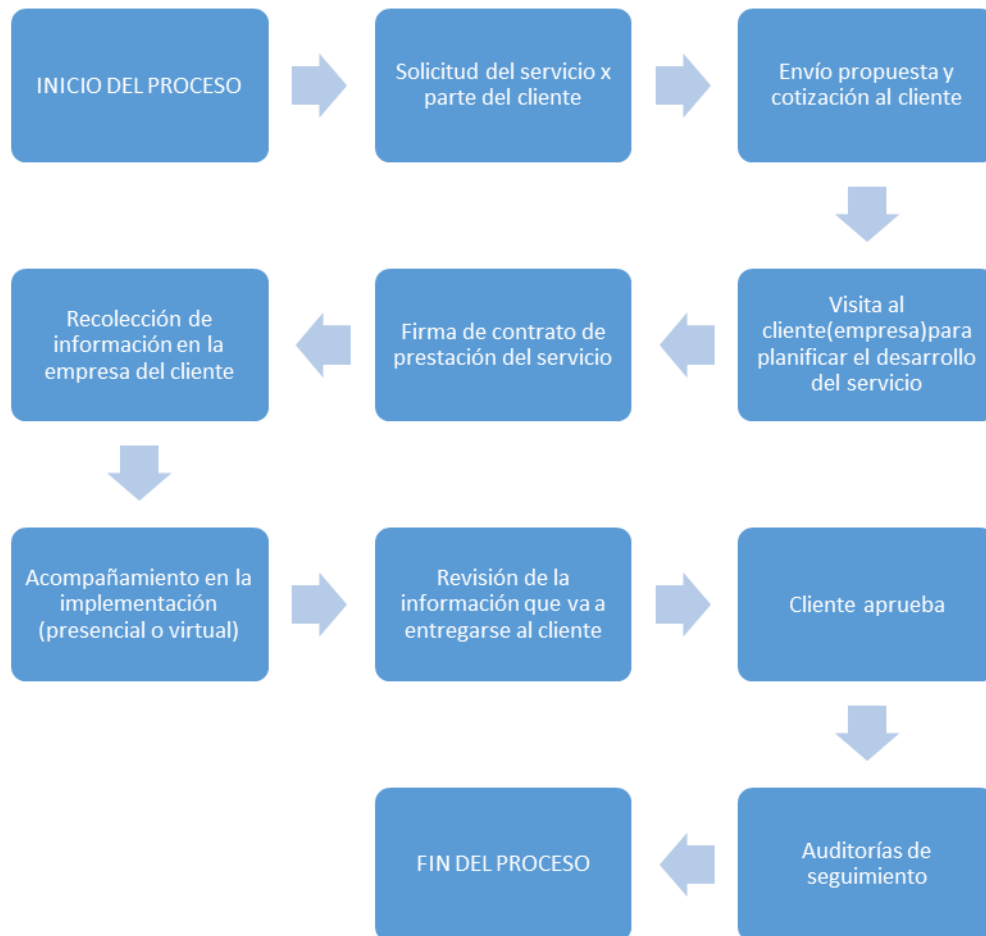 INICIO DEL PROCESO
Solicitud del servicio x
parte del cliente
Envío propuesta y
cotización al cliente
Visita al
cliente(empresa)para
planificar el desarrollo
del servicio
Firma de contrato de
prestación del servicio
Recolección de
información en la
empresa del cliente
Acompañamiento en la
implementación
(presencial o virtual)
Revisión de la
información que va a
entregarse al cliente
Cliente aprueba
Auditorías de
seguimiento
FIN DEL PROCESO